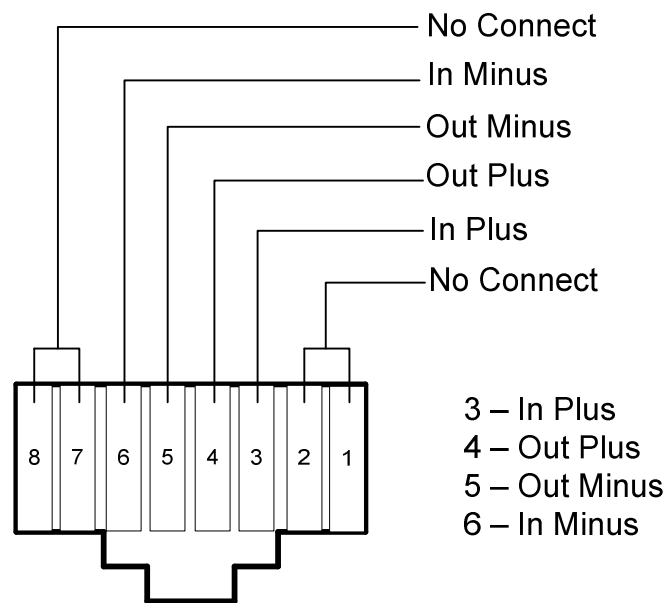 No Connect
In Minus
Out Minus
Out Plus
In Plus
No Connect
8 7 6 5 4 3 2 1
3 – In Plus
4 – Out Plus
5 – Out Minus
6 – In Minus